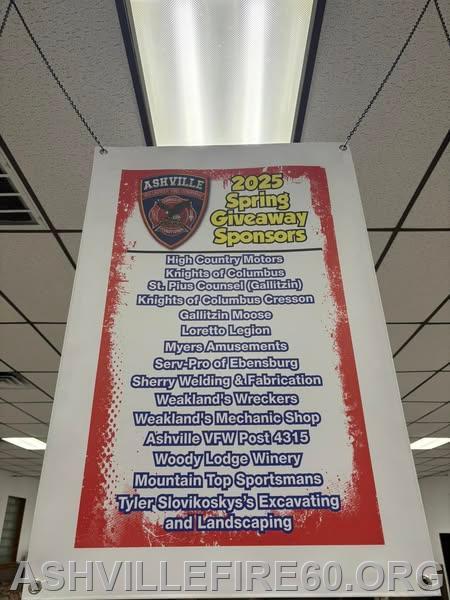 ASHVILLE
2025
Spring
Giveaway
Sponsors
High Country Motors
Knights of Columbus
St. Pius Counsel (Gallitzin)
Knights of Columbus Cresson
Gallitzin Moose
Loretto Legion
Myers Amusements
Serv-Pro of Ebensburg
Sherry Welding & Fabrication
Weakland's Wreckers
Weakland's Mechanic Shop
Ashville VFW Post 4315
Woody Lodge Winery
Mountain Top Sportsmans
Tyler Slovikoskys's Excavating
and Landscaping
ASHVILLEFIRE60.ORG